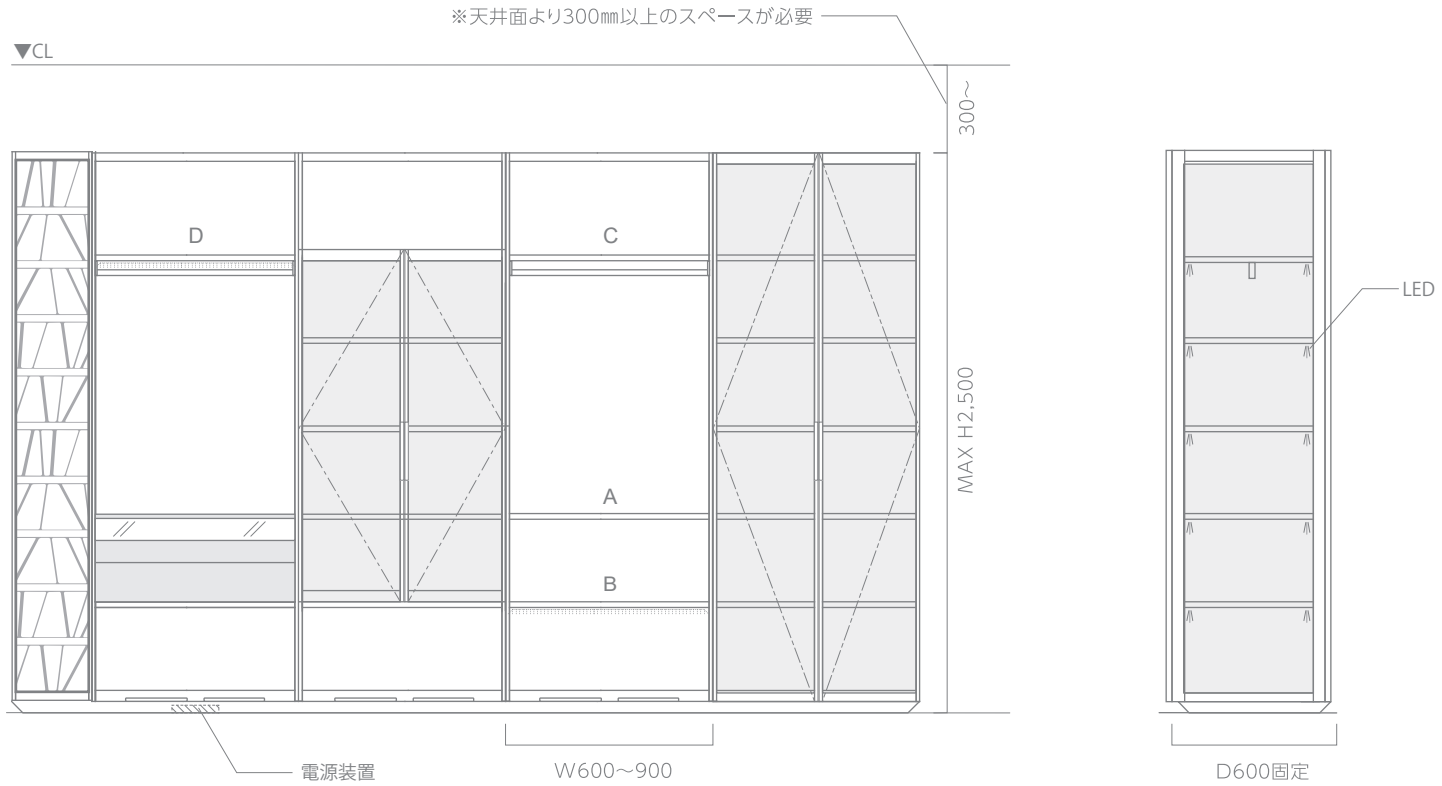 ※天井面より300㎜以上のスペースが必要
▼CL
300〜
D
C
LED
MAX H2,500
A
B
電源装置
W600〜900
D600固定